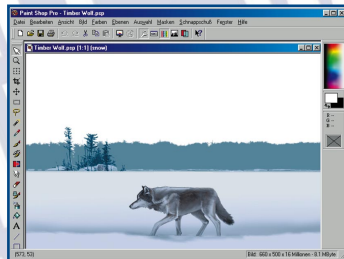 Paint Shop Pro - Timber Wolf.psp
Datei Bearbeiten Ansicht Bild Farben Ebenen Auswahl Masken Schnappschuß Fenster Hilfe
Timber Wolf.psp [1:1] (snow)
R: --
G: --
B: --
(573, 53)
Bild: 660 x 500 x 16 Millionen - 8.1 MByte